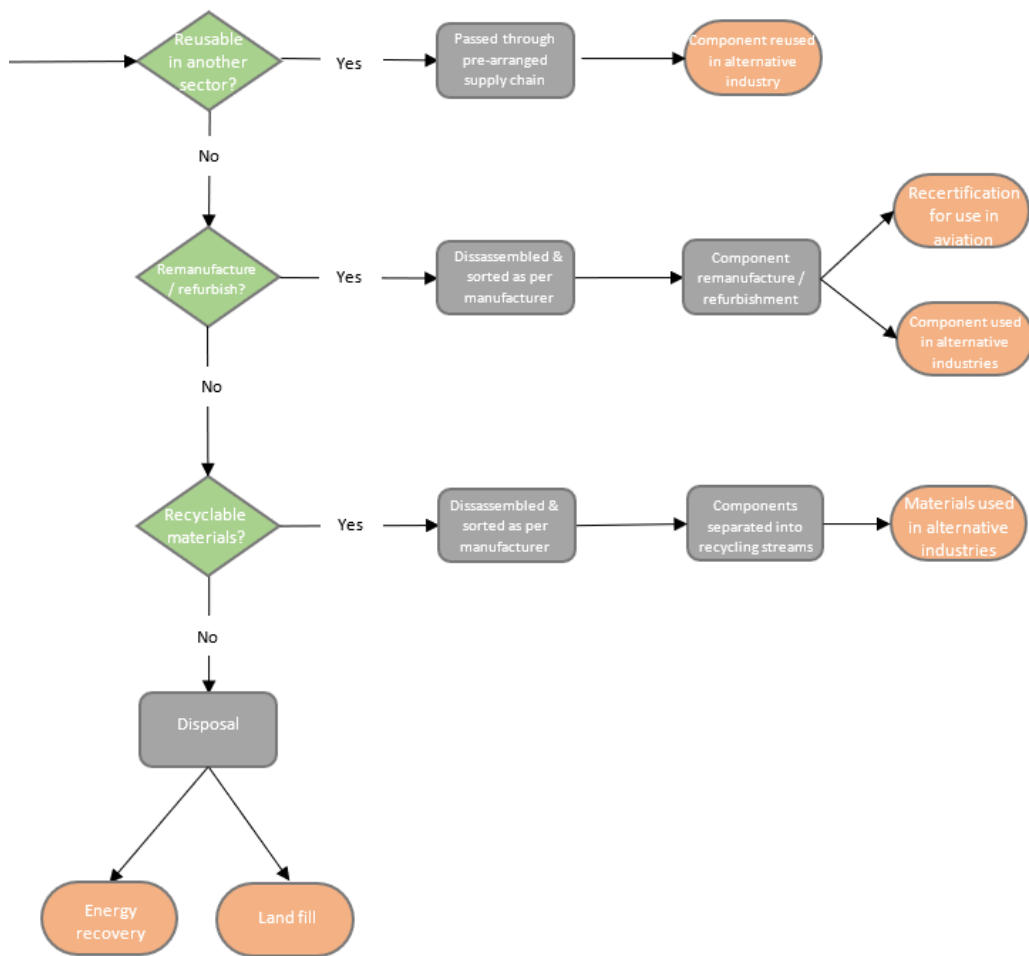 Reusable
in another
sector?
Yes
Passed through
pre-arranged
supply chain
Component reused
in alternative
industry
No
Remanufacture
/ refurbish?
Yes
Dissassembled &
sorted as per
manufacturer
Component
remanufacture /
refurbishment
Recertification
for use in
aviation
Component used
in alternative
industries
No
Recyclable
materials?
Yes
Dissassembled &
sorted as per
manufacturer
Components
separated into
recycling streams
Materials used
in alternative
industries
No
Disposal
Energy
recovery
Land fill